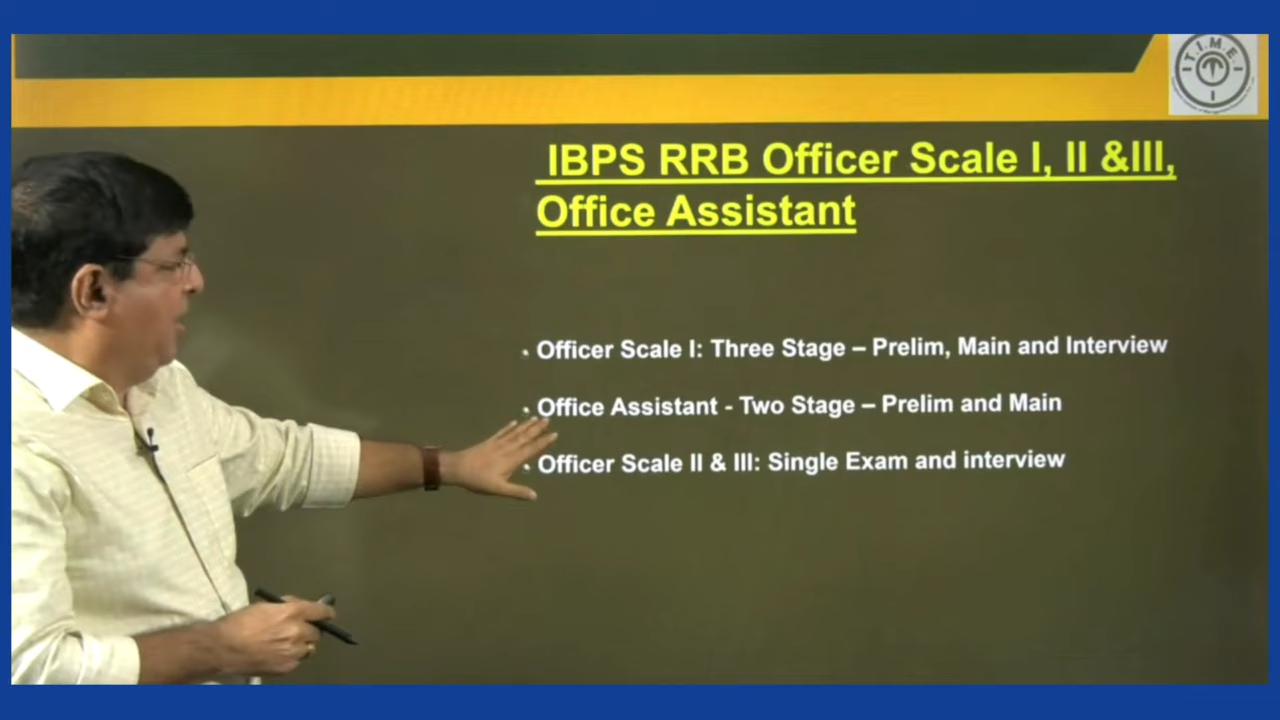 T.I.M.E.
IBPS RRB Officer Scale I, II &III,
Office Assistant
• Officer Scale I: Three Stage – Prelim, Main and Interview
• Office Assistant - Two Stage – Prelim and Main
• Officer Scale II & III: Single Exam and interview